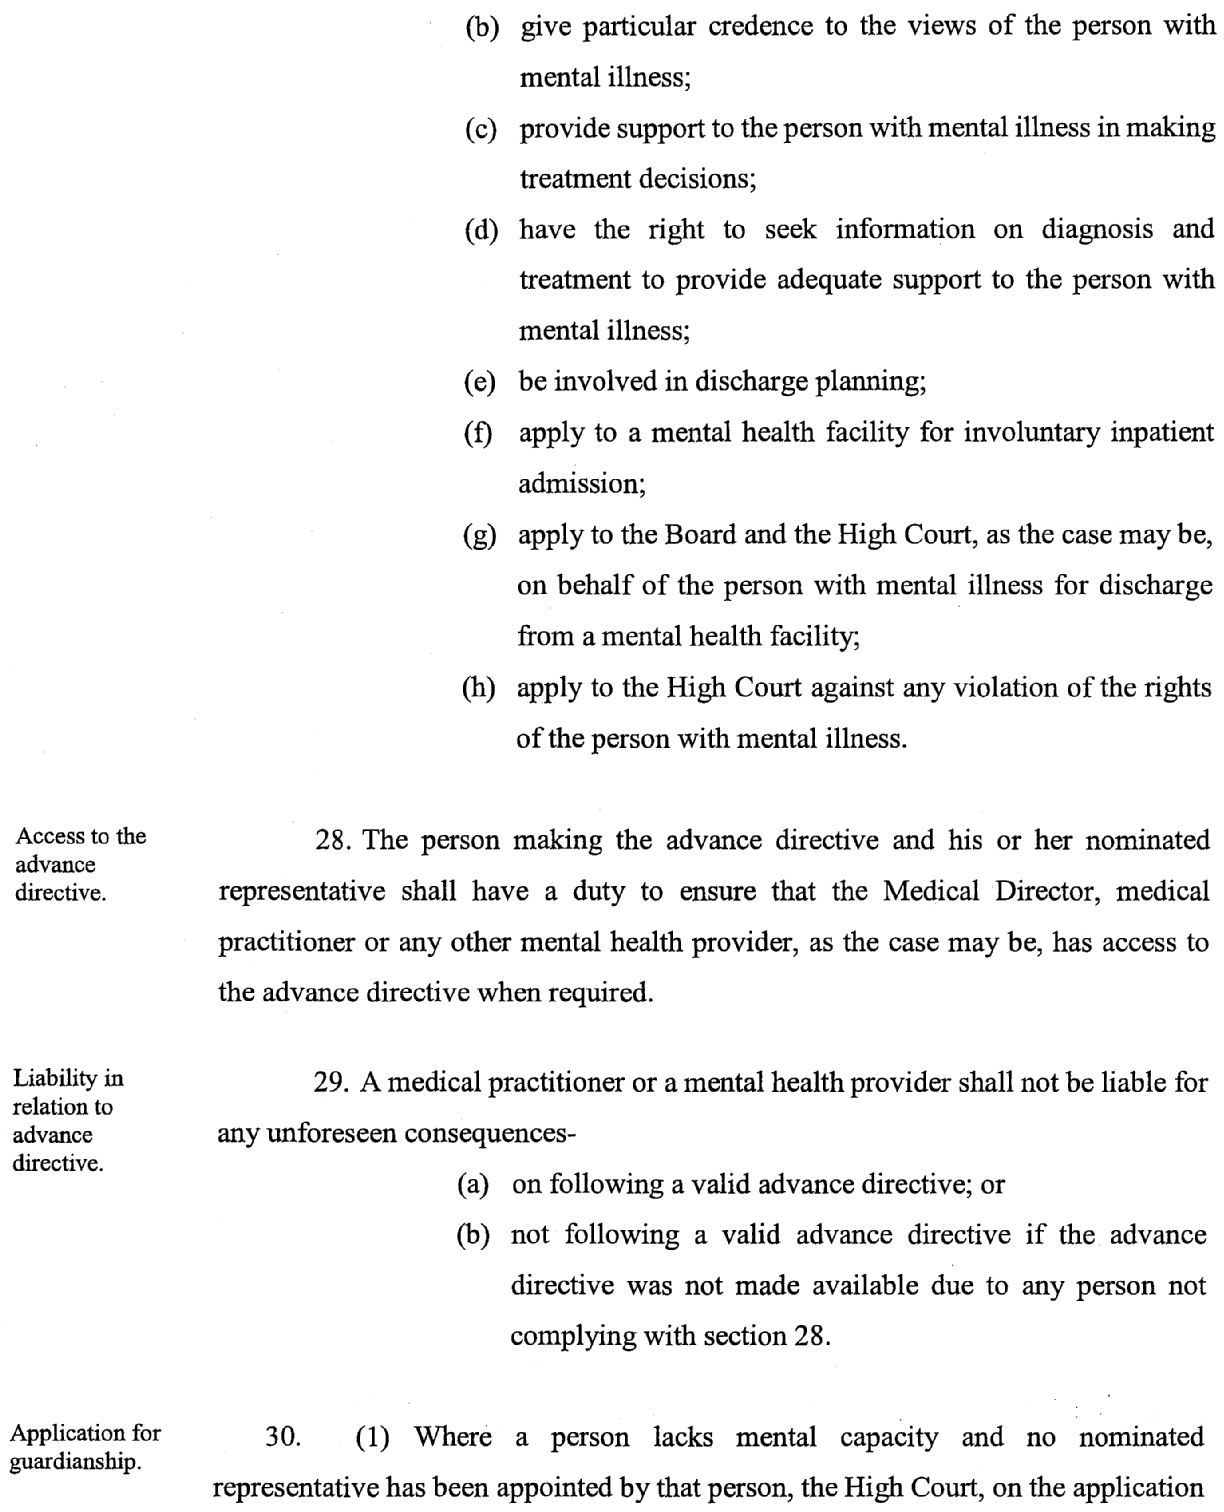 (b) give particular credence to the views of the person with
mental illness;
(c) provide support to the person with mental illness in making
treatment decisions;
(d) have the right to seek information on diagnosis and
treatment to provide adequate support to the person with
mental illness;
(e) be involved in discharge planning;
(f) apply to a mental health facility for involuntary inpatient
admission;
(g) apply to the Board and the High Court, as the case may be,
on behalf of the person with mental illness for discharge
from a mental health facility;
(h) apply to the High Court against any violation of the rights
of the person with mental illness.
Access to the
advance
directive.
28. The person making the advance directive and his or her nominated
representative shall have a duty to ensure that the Medical Director, medical
practitioner or any other mental health provider, as the case may be, has access to
the advance directive when required.
Liability in
relation to
advance
directive.
29. A medical practitioner or a mental health provider shall not be liable for
any unforeseen consequences-
(a) on following a valid advance directive; or
(b) not following a valid advance directive if the advance
directive was not made available due to any person not
complying with section 28.
Application for
guardianship.
30. (1) Where a person lacks mental capacity and no nominated
representative has been appointed by that person, the High Court, on the application